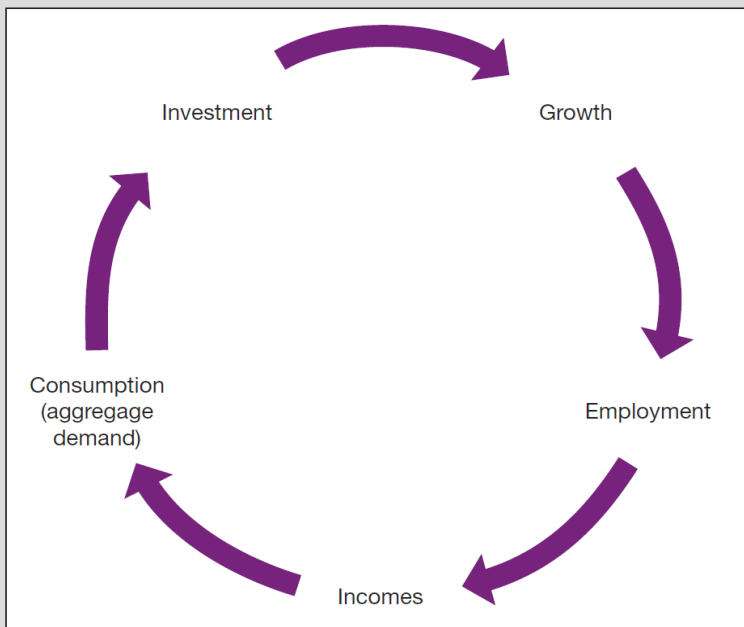 Investment
Growth
Consumption
(aggregage
demand)
Employment
Incomes